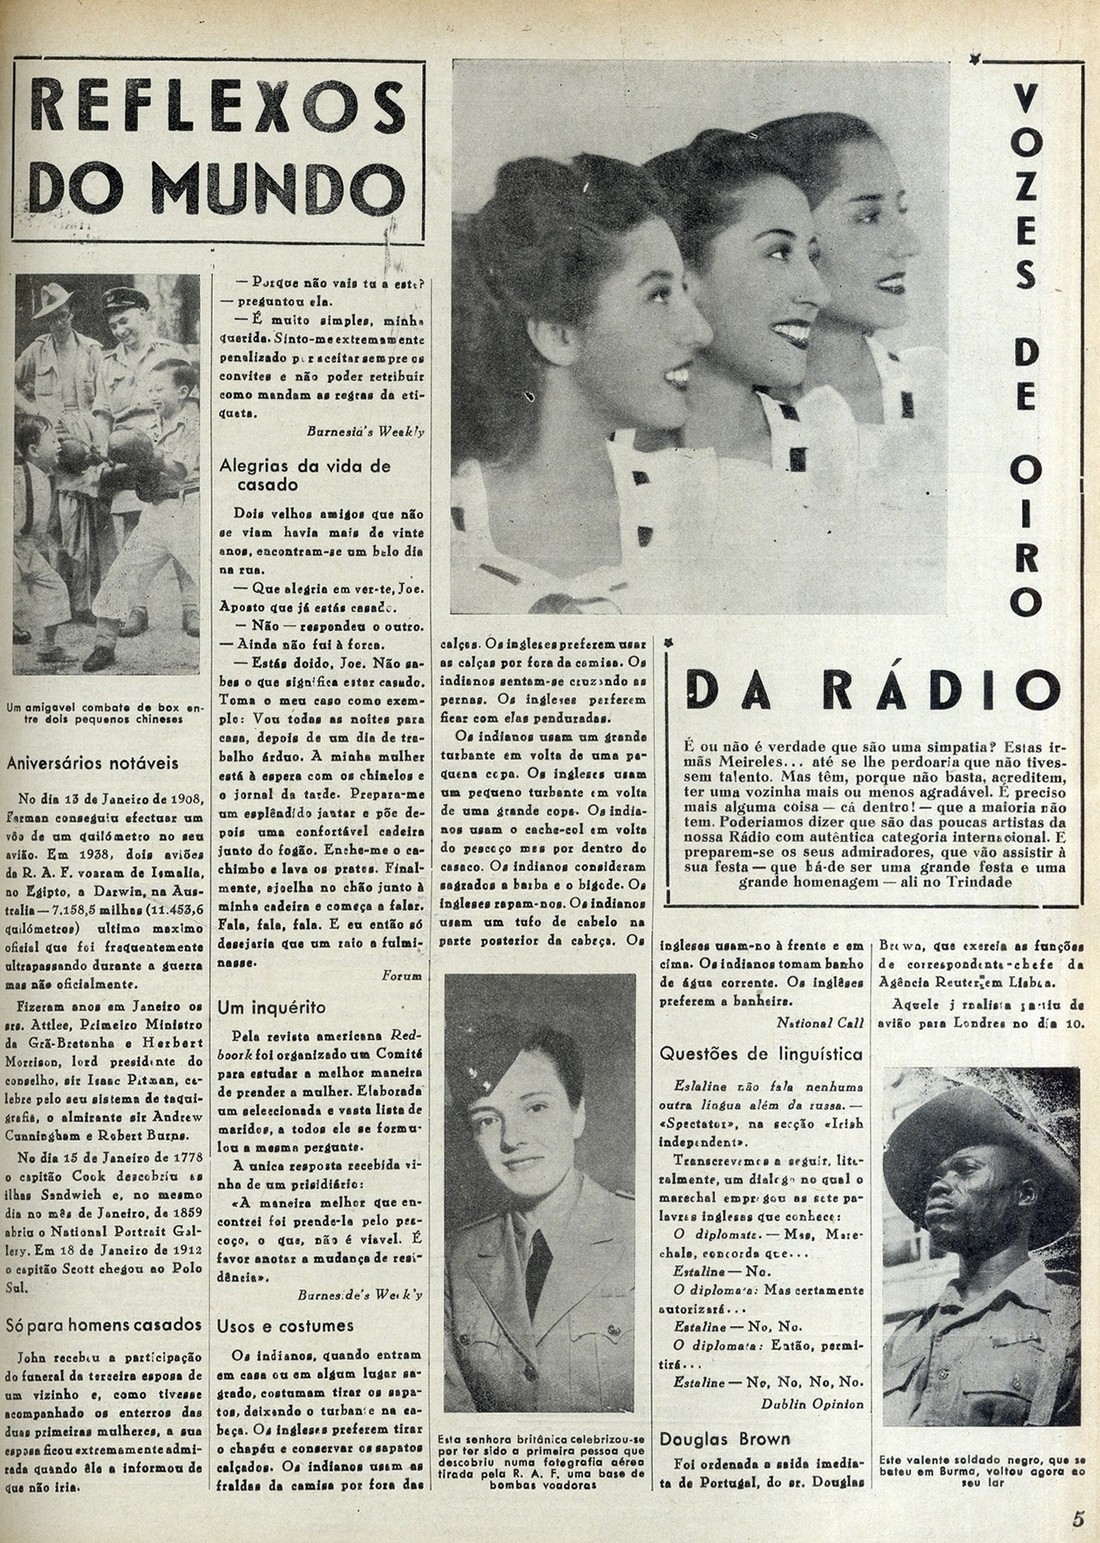 REFLEXOS
DO MUNDO
Um amigavel combate de box en-
tre dois pequenos chineses
Aniversários notáveis
No dia 13 de Janeiro de 1908,
Farman conseguiu efectuar um
vôo de um quilómetro no seu
avião. Em 1938, dois aviões
da R. A. F. voaram de Ismalia,
no Egipto, a Darwin, na Aus-
tralia — 7.158,5 milhas (11.453,6
quilómetros) ultimo maximo
oficial que foi frequentemente
ultrapassando durante a guerra
mas não oficialmente.
Fizeram anos em Janeiro os
srs. Attlee, Primeiro Ministro
da Grã-Bretanha e Herbert
Morrison, lord presidente do
conselho, sir Isaac Pitman, ce-
lebre pelo seu sistema de taqui-
grafia, o almirante sir Andrew
Cunningham e Robert Burns.
No dia 15 de Janeiro de 1778
o capitão Cook descobriu as
ilhas Sandwich e, no mesmo
dia no mês de Janeiro, de 1859
abriu o National Portrait Gal-
lery. Em 18 de Janeiro de 1912
o capitão Scott chegou ao Polo
Sul.
Só para homens casados
John recebeu a participação
do funeral da terceira esposa de
um vizinho e, como tivesse
acompanhado os enterros das
duas primeiras mulheres, a sua
esposa ficou extremamente admi-
rada quando êle a informou de
que não iria.
— Porque não vais tu a este?
— preguntou ela.
— É muito simples, minha
querida. Sinto-me extremamente
penalizado por aceitar sempre os
convites e não poder retribuir
como mandam as regras da eti-
queta.
Barnesia's Weekly
Alegrias da vida de
casado
Dois velhos amigos que não
se viam havia mais de vinte
anos, encontram-se um belo dia
na rua.
— Que alegria em ver-te, Joe.
Aposto que já estás casado.
— Não — respondeu o outro.
— Ainda não fui à forca.
— Estás doido, Joe. Não sa-
bes o que significa estar casado.
Toma o meu caso como exem-
plo: Vou todas as noites para
casa, depois de um dia de tra-
balho árduo. A minha mulher
está à espera com os chinelos e
o jornal da tarde. Prepara-me
um esplêndido jantar e põe de-
pois uma confortável cadeira
junto do fogão. Enche-me o ca-
chimbo e lava os pratos. Final-
mente, ajoelha no chão junto à
minha cadeira e começa a falar.
Fala, fala, fala. E eu então só
desejaria que um raio a fulmi-
nasse.
Forum
Um inquérito
Pela revista americana Red-
boork foi organizado um Comité
para estudar a melhor maneira
de prender a mulher. Elaborada
um seleccionada e vasta lista de
maridos, a todos ele se formu-
lou a mesma pergunta.
A unica resposta recebida vi-
nha de um prisidiário:
«A maneira melhor que en-
contrei foi prende-la pelo pes-
coço, o que, não é viavel. É
favor anotar a mudança de resi-
dência».
Barnes.de's Week'y
Usos e costumes
Os indianos, quando entram
em casa ou em algum lugar sa-
grado, costumam tirar os sapa-
tos, deixando o turbante na ca-
beça. Os ingleses preferem tirar
o chapéu e conservar os sapatos
calçados. Os indianos usam as
fraldas da camisa por fora das
calças. Os ingleses preferem usar
as calças por fora da camisa. Os
indianos sentam-se cruzando as
pernas. Os ingleses perferem
ficar com elas penduradas.
Os indianos usam um grande
turbante em volta de uma pe-
quena copa. Os ingleses usam
um pequeno turbante em volta
de uma grande copa. Os india-
nos usam o cache-col em volta
do pescoço mas por dentro do
casaco. Os indianos consideram
sagrados a barba e o bigode. Os
ingleses rapam-nos. Os indianos
usam um tufo de cabelo na
parte posterior da cabeça. Os
Esta senhora britânica celebrizou-se
por ter sido a primeira pessoa que
descobriu numa fotografia aérea
tirada pela R. A. F. uma base de
bombas voadoras
VOZES DE OIRO
DA RÁDIO
É ou não é verdade que são uma simpatia? Estas ir-
mãs Meireles... até se lhe perdoaria que não tives-
sem talento. Mas têm, porque não basta, acreditem,
ter uma vozinha mais ou menos agradável. É preciso
mais alguma coisa — cá dentro! — que a maioria não
tem. Poderiamos dizer que são das poucas artistas da
nossa Rádio com autêntica categoria internacional. E
preparem-se os seus admiradores, que vão assistir à
sua festa — que há-de ser uma grande festa e uma
grande homenagem — ali no Trindade
ingleses usam-no à frente e em
cima. Os indianos tomam banho
de água corrente. Os inglêses
preferem a banheira.
National Call
Questões de linguística
Estaline não fala nenhuma
outra língua além da russa. —
«Spectator», na secção «Irish
independent».
Transcrevemos a seguir, lite-
ralmente, um dialego no qual o
marechal empregou as sete pa-
lavras inglesas que conhece:
O diplomata. — Mas, Mare-
chale, concorda que...
Estaline — No.
O diplomata: Mas certamente
autorizará...
Estaline — No, No.
O diplomata: Então, permi-
tirá...
Estaline — No, No, No, No.
Dublin Opinion
Douglas Brown
Foi ordenada a saída imedia-
ta de Portugal, do sr. Douglas
Brown, que exercia as funções
de correspondente-chefe da
Agência Reuter, em Lisboa.
Aquele jornalista partiu de
avião para Londres no día 10.
Este valente soldado negro, que se
bateu em Burma, voltou agora ao
seu lar
5